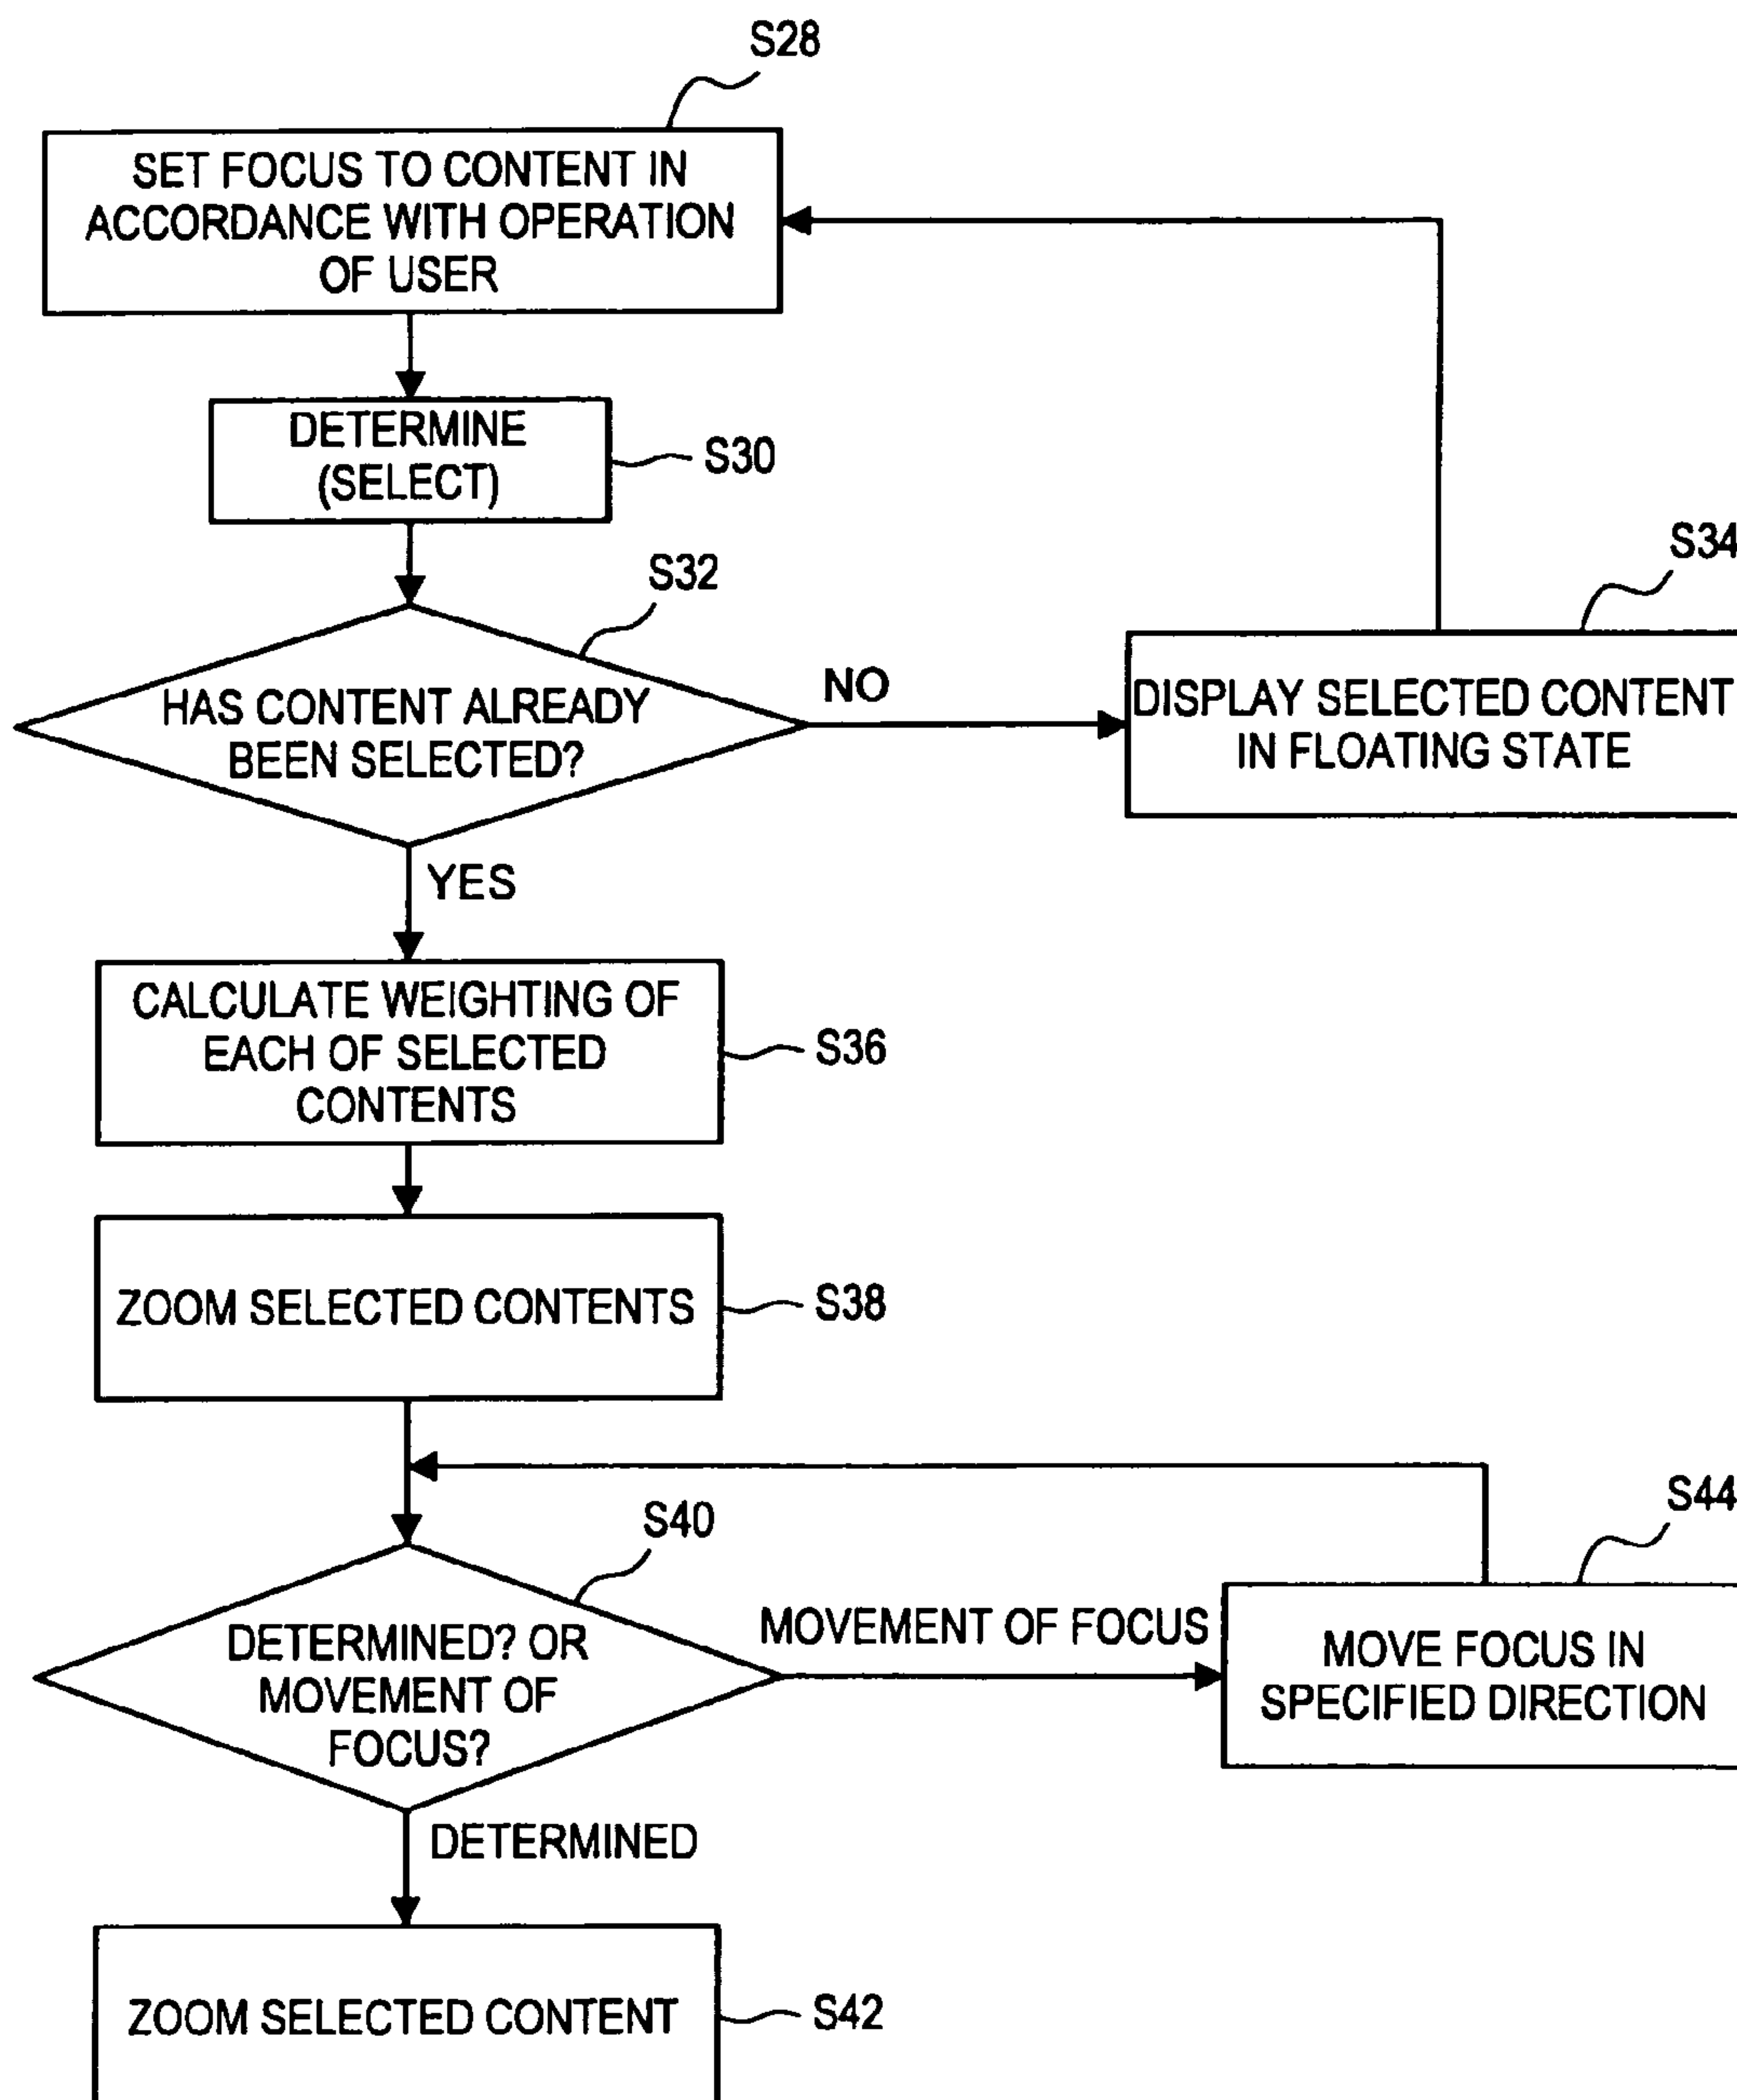 S28
SET FOCUS TO CONTENT IN
ACCORDANCE WITH OPERATION
OF USER
DETERMINE
(SELECT)
S30
S32
HAS CONTENT ALREADY
BEEN SELECTED?
NO
S34
DISPLAY SELECTED CONTENT
IN FLOATING STATE
YES
CALCULATE WEIGHTING OF
EACH OF SELECTED
CONTENTS
S36
ZOOM SELECTED CONTENTS
S38
S40
DETERMINED? OR
MOVEMENT OF
FOCUS?
MOVEMENT OF FOCUS
S44
MOVE FOCUS IN
SPECIFIED DIRECTION
DETERMINED
ZOOM SELECTED CONTENT
S42